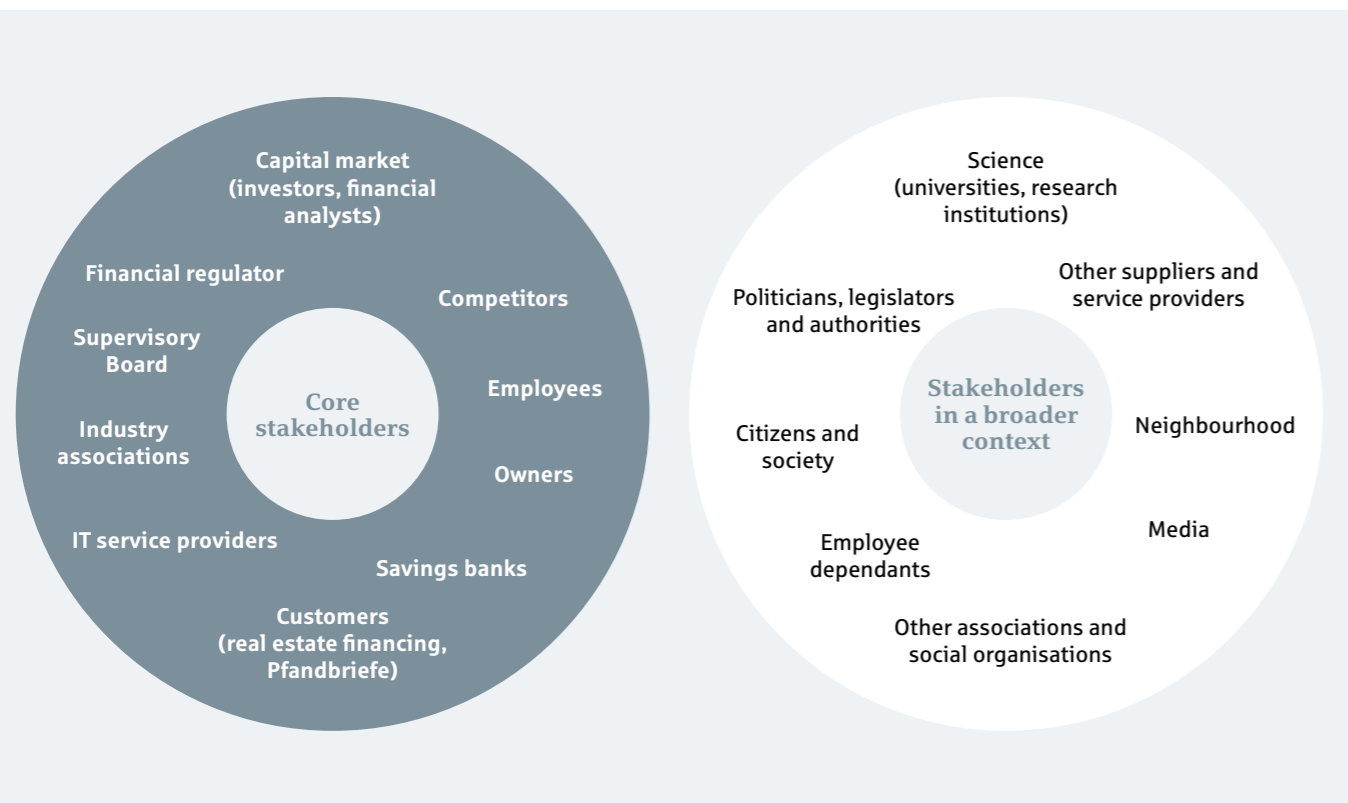 Capital market
(investors, financial
analysts)
Financial regulator
Competitors
Supervisory
Board
Employees
Core
stakeholders
Industry
associations
Owners
IT service providers
Savings banks
Customers
(real estate financing,
Pfandbriefe)
Science
(universities, research
institutions)
Other suppliers and
service providers
Politicians, legislators
and authorities
Stakeholders
in a broader
context
Neighbourhood
Citizens and
society
Media
Employee
dependants
Other associations and
social organisations